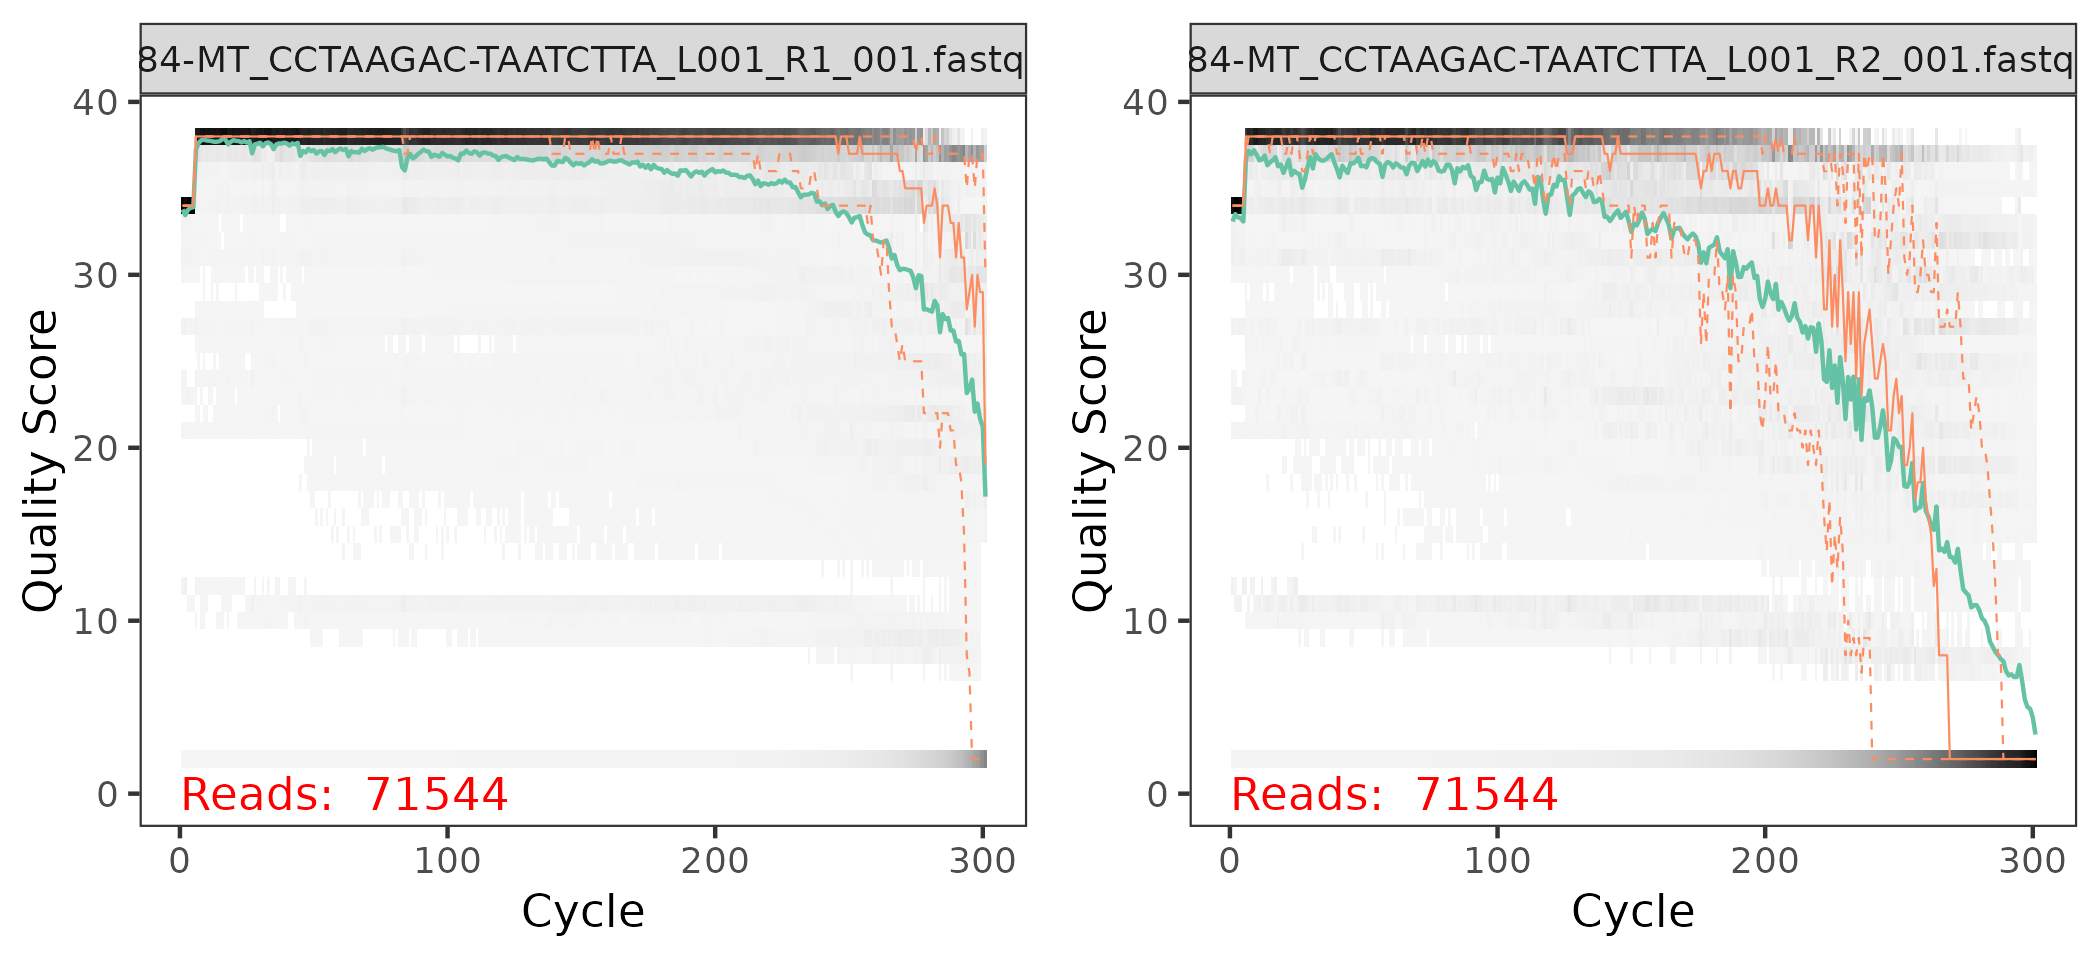 84-MT_CCTAAGAC-TAATCTTA_L001_R1_001.fastq
40
30
20
10
0
Quality Score
Reads: 71544
0 100 200 300
Cycle
84-MT_CCTAAGAC-TAATCTTA_L001_R2_001.fastq
40
30
20
10
0
Quality Score
Reads: 71544
0 100 200 300
Cycle